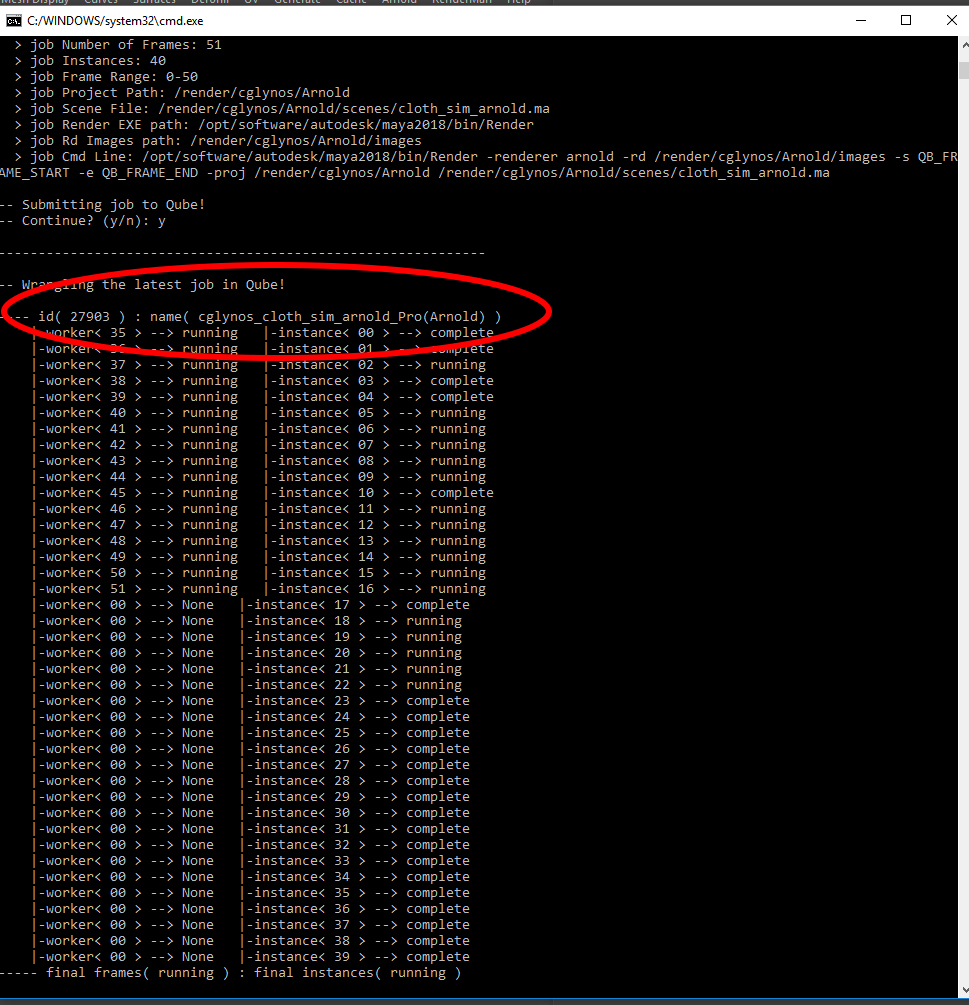 Mesh Display Curves Surfaces Deform UV Generate Cache Arnold RenderMan Help
C:/WINDOWS/system32\cmd.exe
> job Number of Frames: 51
> job Instances: 40
> job Frame Range: 0-50
> job Project Path: /render/cglynos/Arnold
> job Scene File: /render/cglynos/Arnold/scenes/cloth_sim_arnold.ma
> job Render EXE path: /opt/software/autodesk/maya2018/bin/Render
> job Rd Images path: /render/cglynos/Arnold/images
> job Cmd Line: /opt/software/autodesk/maya2018/bin/Render -renderer arnold -rd /render/cglynos/Arnold/images -s QB_FR
AME_START -e QB_FRAME_END -proj /render/cglynos/Arnold /render/cglynos/Arnold/scenes/cloth_sim_arnold.ma
-- Submitting job to Qube!
-- Continue? (y/n): y
-------------------------------------------------------------
-- Wrangling the latest job in Qube!
---- id( 27903 ) : name( cglynos_cloth_sim_arnold_Pro(Arnold) )
|-worker< 35 > --> running |-instance< 00 > --> complete
|-worker< 36 > --> running |-instance< 01 > --> complete
|-worker< 37 > --> running |-instance< 02 > --> running
|-worker< 38 > --> running |-instance< 03 > --> complete
|-worker< 39 > --> running |-instance< 04 > --> complete
|-worker< 40 > --> running |-instance< 05 > --> running
|-worker< 41 > --> running |-instance< 06 > --> running
|-worker< 42 > --> running |-instance< 07 > --> running
|-worker< 43 > --> running |-instance< 08 > --> running
|-worker< 44 > --> running |-instance< 09 > --> running
|-worker< 45 > --> running |-instance< 10 > --> complete
|-worker< 46 > --> running |-instance< 11 > --> running
|-worker< 47 > --> running |-instance< 12 > --> running
|-worker< 48 > --> running |-instance< 13 > --> running
|-worker< 49 > --> running |-instance< 14 > --> running
|-worker< 50 > --> running |-instance< 15 > --> running
|-worker< 51 > --> running |-instance< 16 > --> running
|-worker< 00 > --> None |-instance< 17 > --> complete
|-worker< 00 > --> None |-instance< 18 > --> running
|-worker< 00 > --> None |-instance< 19 > --> running
|-worker< 00 > --> None |-instance< 20 > --> running
|-worker< 00 > --> None |-instance< 21 > --> running
|-worker< 00 > --> None |-instance< 22 > --> running
|-worker< 00 > --> None |-instance< 23 > --> complete
|-worker< 00 > --> None |-instance< 24 > --> complete
|-worker< 00 > --> None |-instance< 25 > --> complete
|-worker< 00 > --> None |-instance< 26 > --> complete
|-worker< 00 > --> None |-instance< 27 > --> complete
|-worker< 00 > --> None |-instance< 28 > --> complete
|-worker< 00 > --> None |-instance< 29 > --> complete
|-worker< 00 > --> None |-instance< 30 > --> complete
|-worker< 00 > --> None |-instance< 31 > --> complete
|-worker< 00 > --> None |-instance< 32 > --> complete
|-worker< 00 > --> None |-instance< 33 > --> complete
|-worker< 00 > --> None |-instance< 34 > --> complete
|-worker< 00 > --> None |-instance< 35 > --> complete
|-worker< 00 > --> None |-instance< 36 > --> complete
|-worker< 00 > --> None |-instance< 37 > --> complete
|-worker< 00 > --> None |-instance< 38 > --> complete
|-worker< 00 > --> None |-instance< 39 > --> complete
----- final frames( running ) : final instances( running )